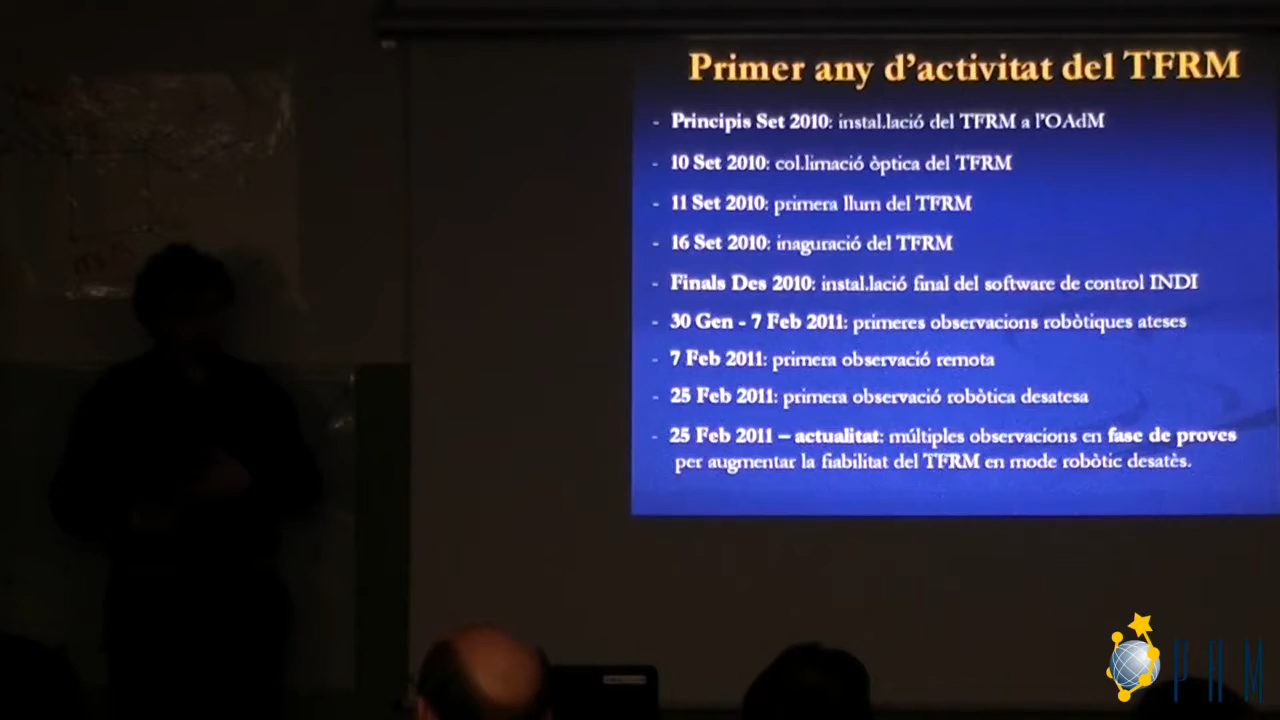 Primer any d’activitat del TFRM
- Principis Set 2010: instal.lació del TFRM a l’OAdM
- 10 Set 2010: col.limació òptica del TFRM
- 11 Set 2010: primera llum del TFRM
- 16 Set 2010: inaguració del TFRM
- Finals Des 2010: instal.lació final del software de control INDI
- 30 Gen - 7 Feb 2011: primeres observacions robòtiques ateses
- 7 Feb 2011: primera observació remota
- 25 Feb 2011: primera observació robòtica desatesa
- 25 Feb 2011 – actualitat: múltiples observacions en fase de proves
per augmentar la fiabilitat del TFRM en mode robòtic desatès.